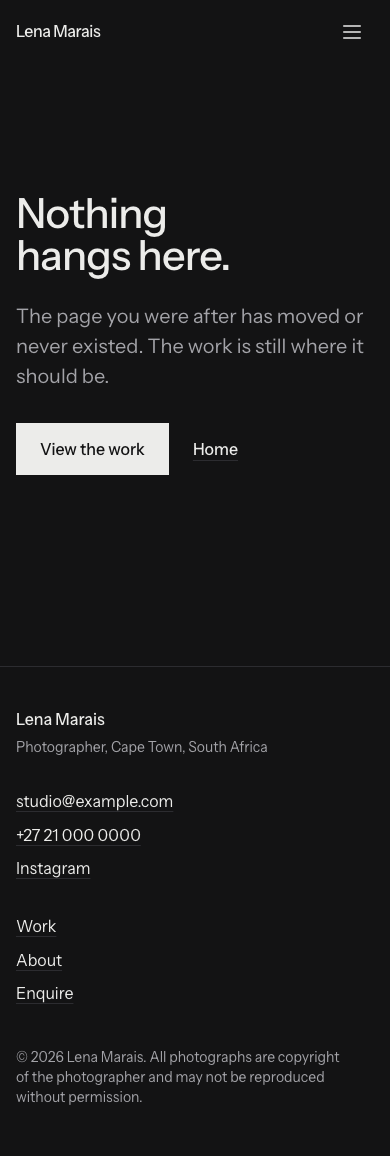 Lena Marais
Nothing
hangs here.
The page you were after has moved or
never existed. The work is still where it
should be.
View the work
Home
Lena Marais
Photographer, Cape Town, South Africa
studio@example.com
+27 21 000 0000
Instagram
Work
About
Enquire
© 2026 Lena Marais. All photographs are copyright
of the photographer and may not be reproduced
without permission.